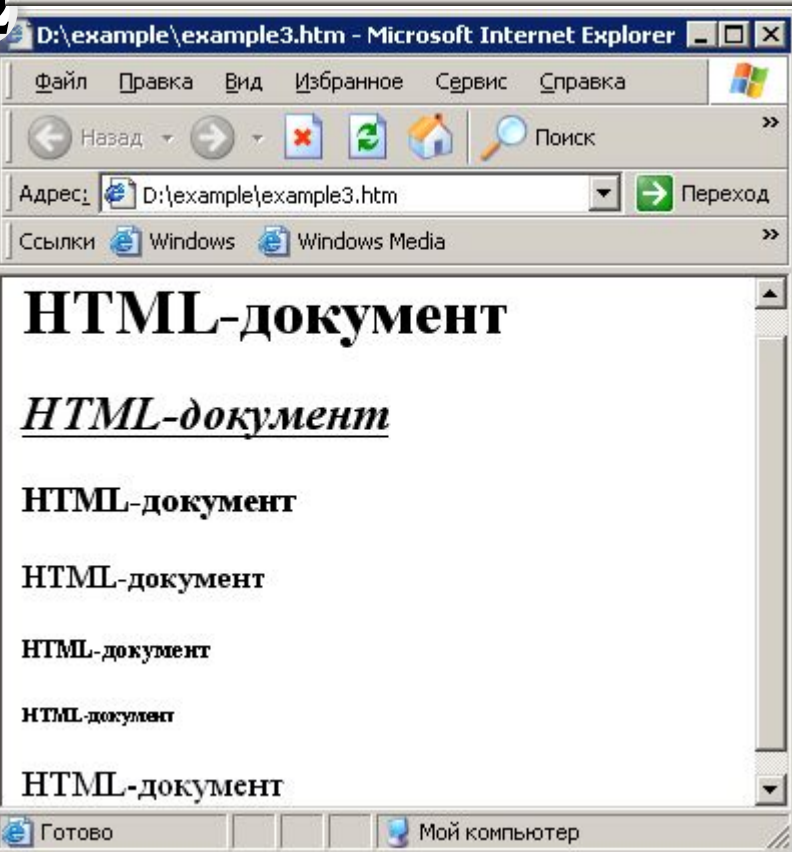 D:\example\example3.htm - Microsoft Internet Explorer
Файл Правка Вид Избранное Сервис Справка
Назад Поиск »
Адрес: D:\example\example3.htm Переход
Ссылки Windows Windows Media »
HTML-документ
HTML-документ
HTML-документ
HTML-документ
HTML-документ
HTML-документ
HTML-документ
Готово Мой компьютер